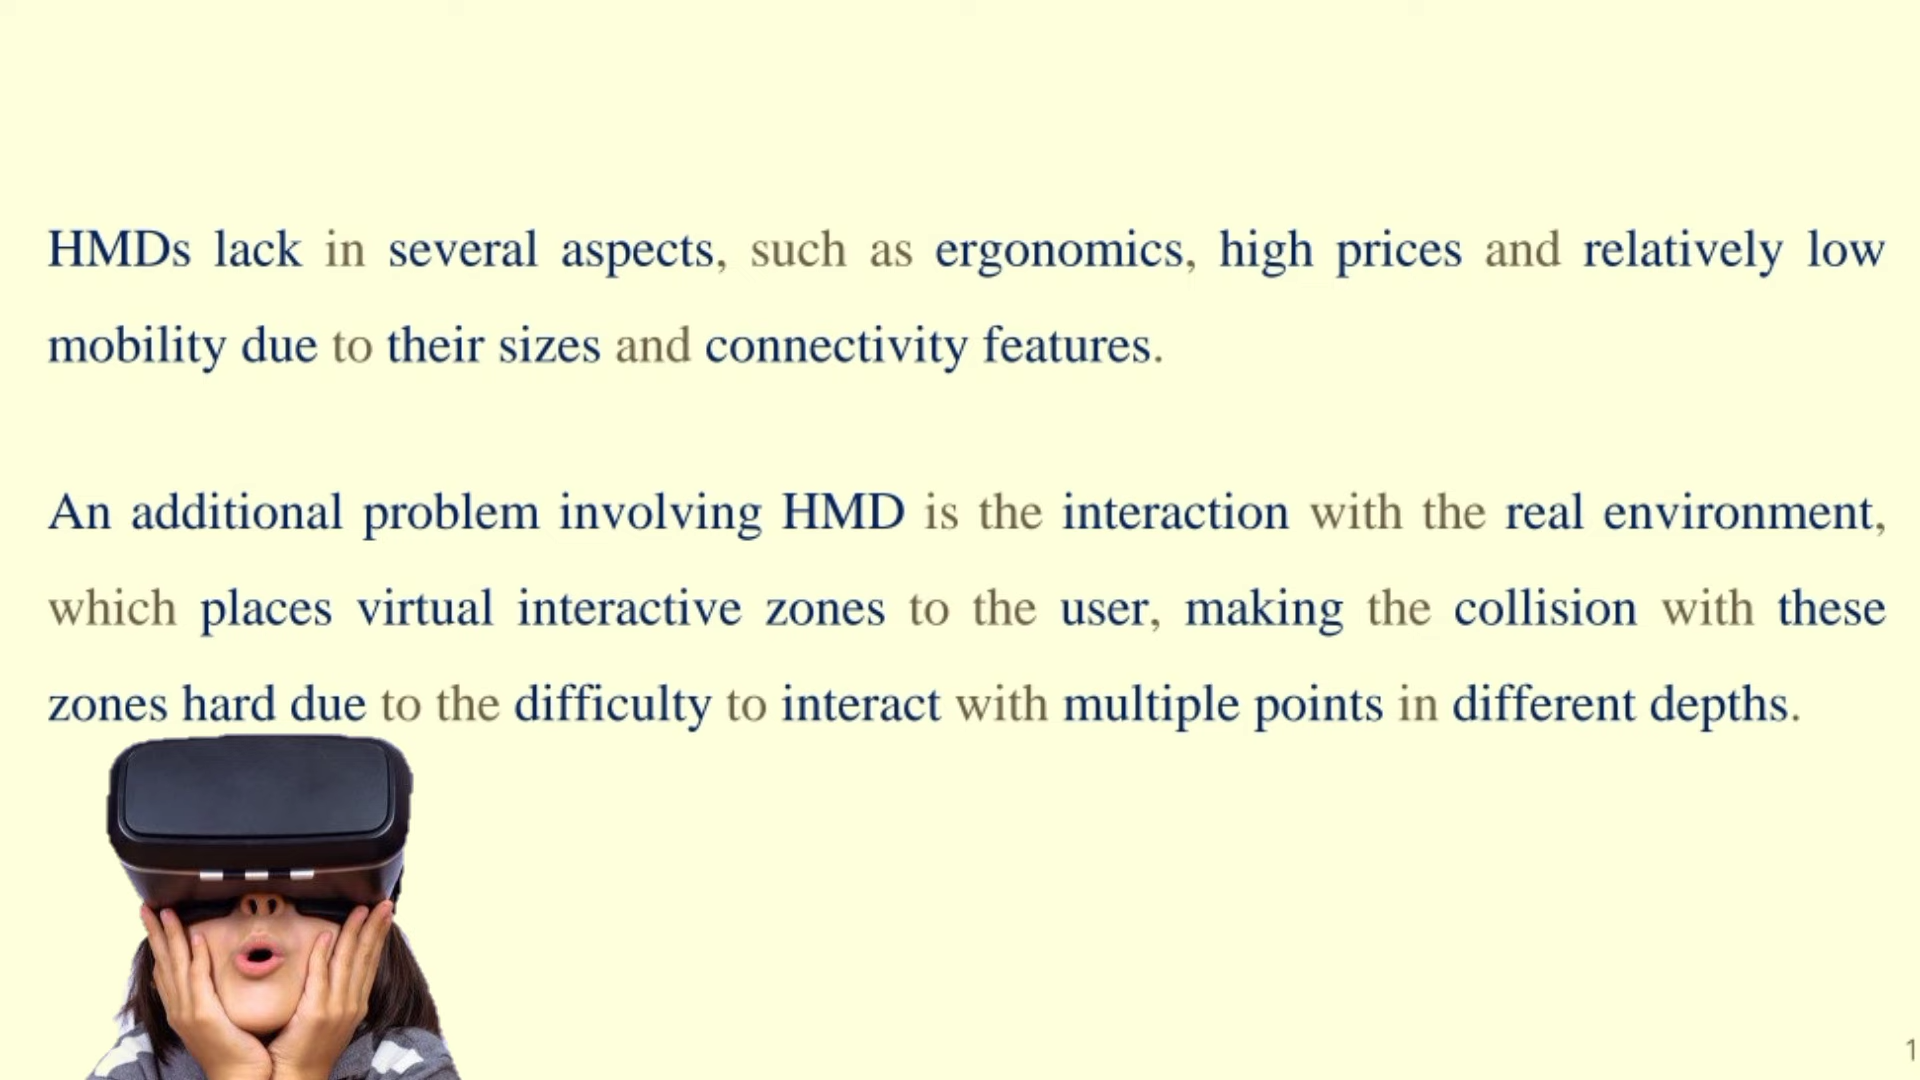 HMDs lack in several aspects, such as ergonomics, high prices and relatively low
mobility due to their sizes and connectivity features.
An additional problem involving HMD is the interaction with the real environment,
which places virtual interactive zones to the user, making the collision with these
zones hard due to the difficulty to interact with multiple points in different depths.
1